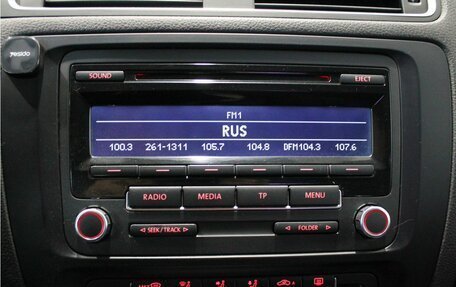 yesido
SOUND
EJECT
FM1
RUS
100.3 261-1311 105.7 104.8 DFM104.3 107.6
RADIO MEDIA TP MENU
◁ SEEK/TRACK ▷ ◁ FOLDER ▷